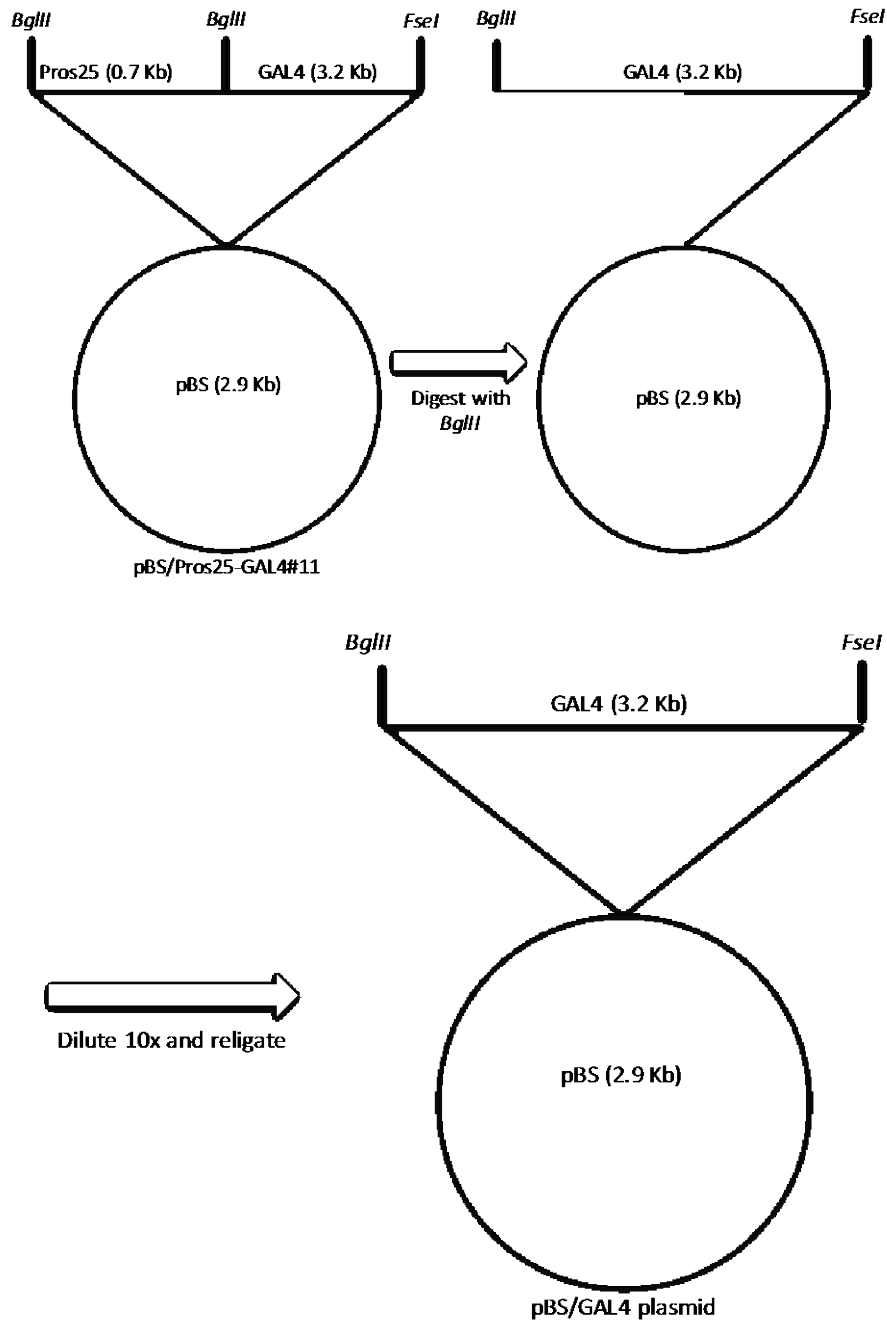 BglII BglII FseI
Pros25 (0.7 Kb) GAL4 (3.2 Kb)
pBS (2.9 Kb)
pBS/Pros25-GAL4#11
Digest with
BglII
BglII FseI
GAL4 (3.2 Kb)
pBS (2.9 Kb)
Dilute 10x and religate
BglII FseI
GAL4 (3.2 Kb)
pBS (2.9 Kb)
pBS/GAL4 plasmid